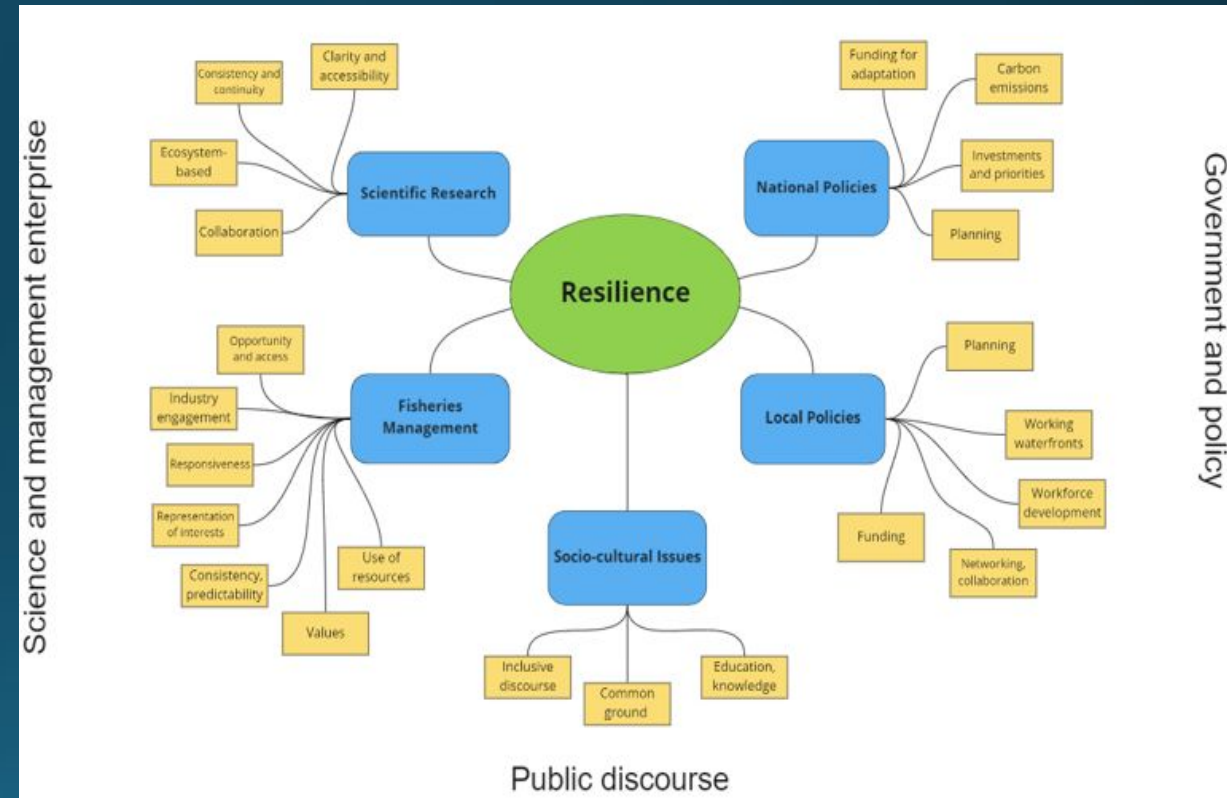 Science and management enterprise
Clarity and
accessibility
Consistency and
continuity
Ecosystem-
based
Collaboration
Scientific Research
Opportunity
and access
Industry
engagement
Responsiveness
Representation
of interests
Consistency,
predictability
Values
Use of
resources
Fisheries
Management
Resilience
Funding for
adaptation
Carbon
emissions
Investments
and priorities
Planning
National Policies
Planning
Working
waterfronts
Workforce
development
Networking,
collaboration
Funding
Local Policies
Socio-cultural Issues
Inclusive
discourse
Common
ground
Education,
knowledge
Government and policy
Public discourse